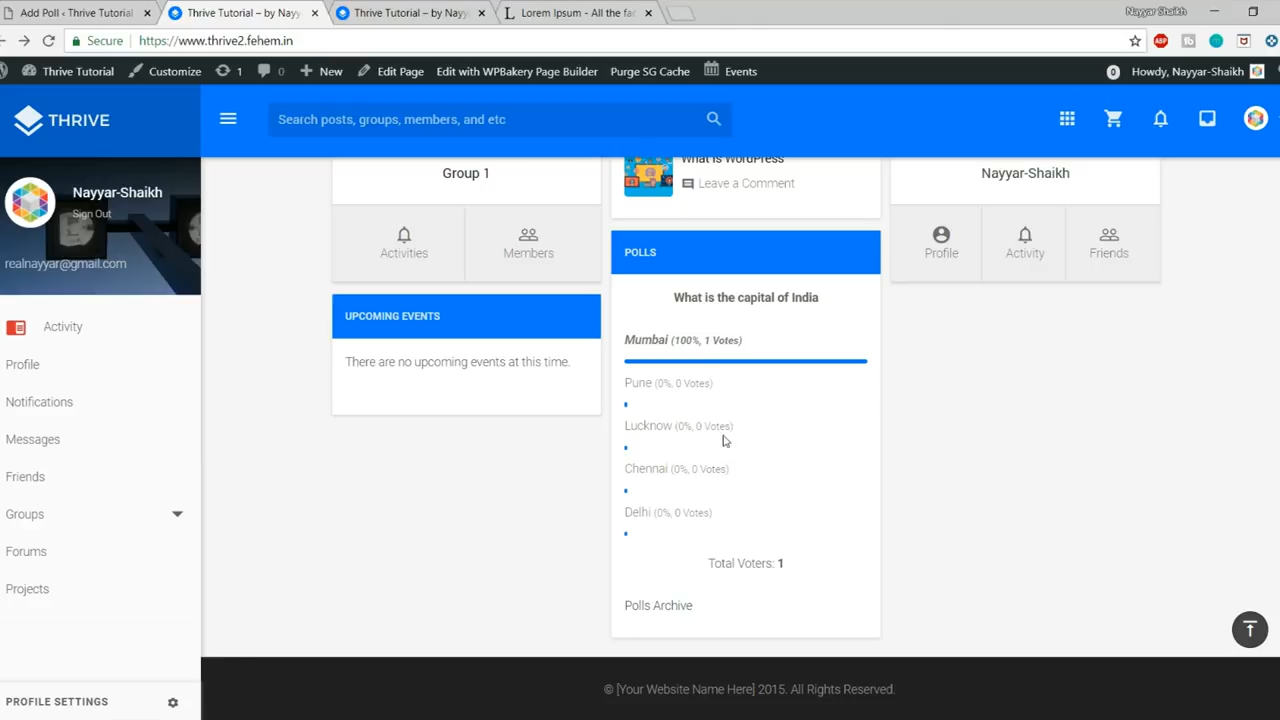 Add Poll ‹ Thrive Tutorial
Thrive Tutorial – by Nayy
Thrive Tutorial – by Nayy
Lorem Ipsum - All the fac
Nayyar Shaikh
Secure
https://www.thrive2.fehem.in
ABP
Thrive Tutorial
Customize
1
0
New
Edit Page
Edit with WPBakery Page Builder
Purge SG Cache
Events
0
Howdy, Nayyar-Shaikh
THRIVE
Search posts, groups, members, and etc
Nayyar-Shaikh
Sign Out
realnayyar@gmail.com
Activity
Profile
Notifications
Messages
Friends
Groups
Forums
Projects
PROFILE SETTINGS
Group 1
Activities
Members
UPCOMING EVENTS
There are no upcoming events at this time.
What is WordPress
Leave a Comment
POLLS
What is the capital of India
Mumbai (100%, 1 Votes)
Pune (0%, 0 Votes)
Lucknow (0%, 0 Votes)
Chennai (0%, 0 Votes)
Delhi (0%, 0 Votes)
Total Voters: 1
Polls Archive
Nayyar-Shaikh
Profile
Activity
Friends
© [Your Website Name Here] 2015. All Rights Reserved.